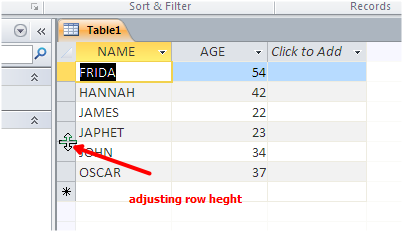 Sort & Filter Records
Table1
NAME AGE Click to Add
FRIDA 54
HANNAH 42
JAMES 22
JAPHET 23
JOHN 34
OSCAR 37
adjusting row heght